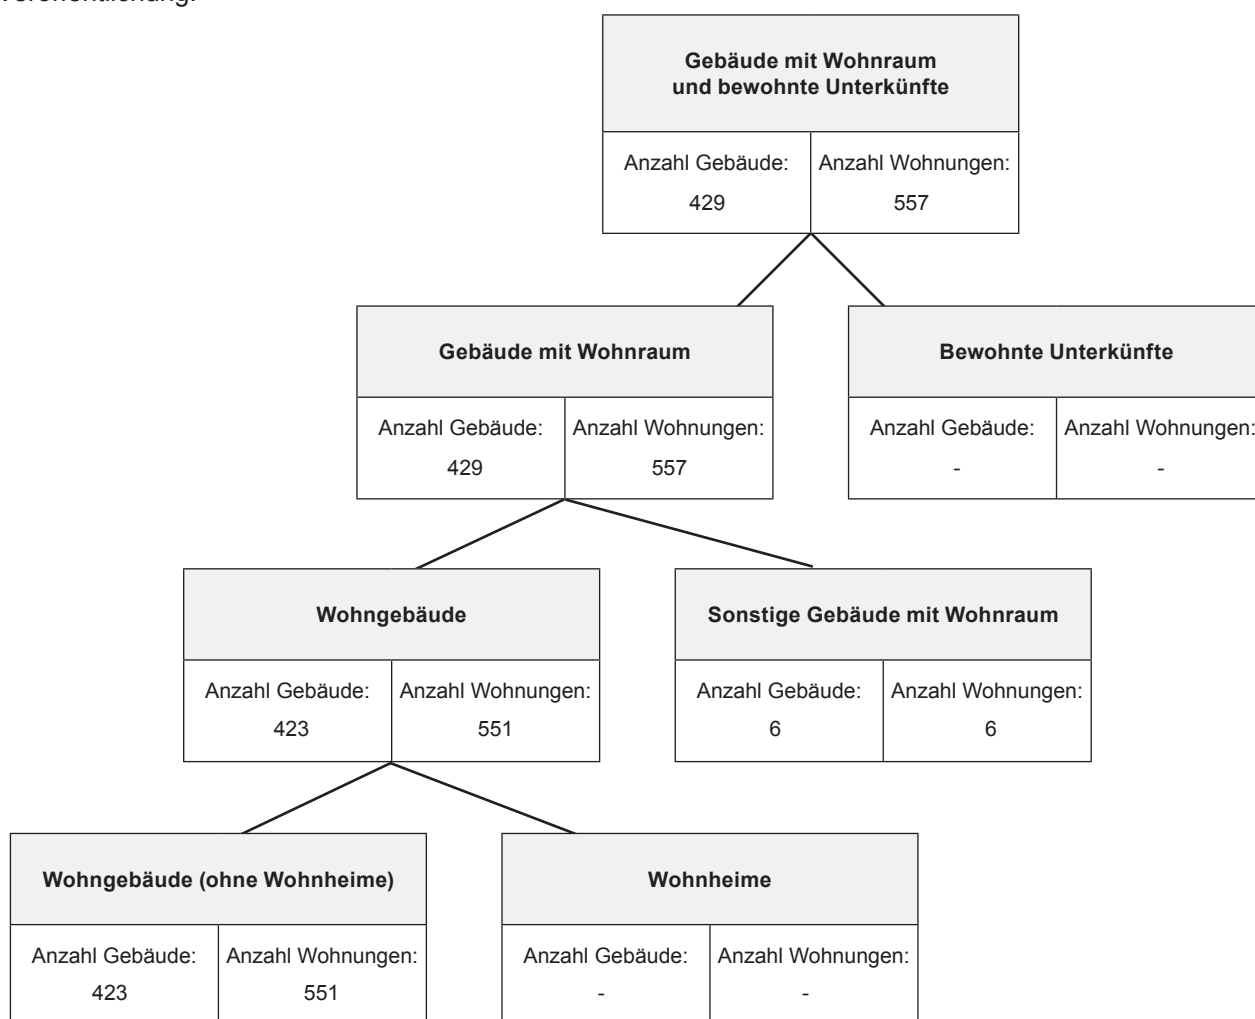 Veröffentlichung.
Gebäude mit Wohnraum
und bewohnte Unterkünfte
Anzahl Gebäude: Anzahl Wohnungen:
429 557
Gebäude mit Wohnraum Bewohnte Unterkünfte
Anzahl Gebäude: Anzahl Wohnungen: Anzahl Gebäude: Anzahl Wohnungen:
429 557 - -
Wohngebäude Sonstige Gebäude mit Wohnraum
Anzahl Gebäude: Anzahl Wohnungen: Anzahl Gebäude: Anzahl Wohnungen:
423 551 6 6
Wohngebäude (ohne Wohnheime) Wohnheime
Anzahl Gebäude: Anzahl Wohnungen: Anzahl Gebäude: Anzahl Wohnungen:
423 551 - -